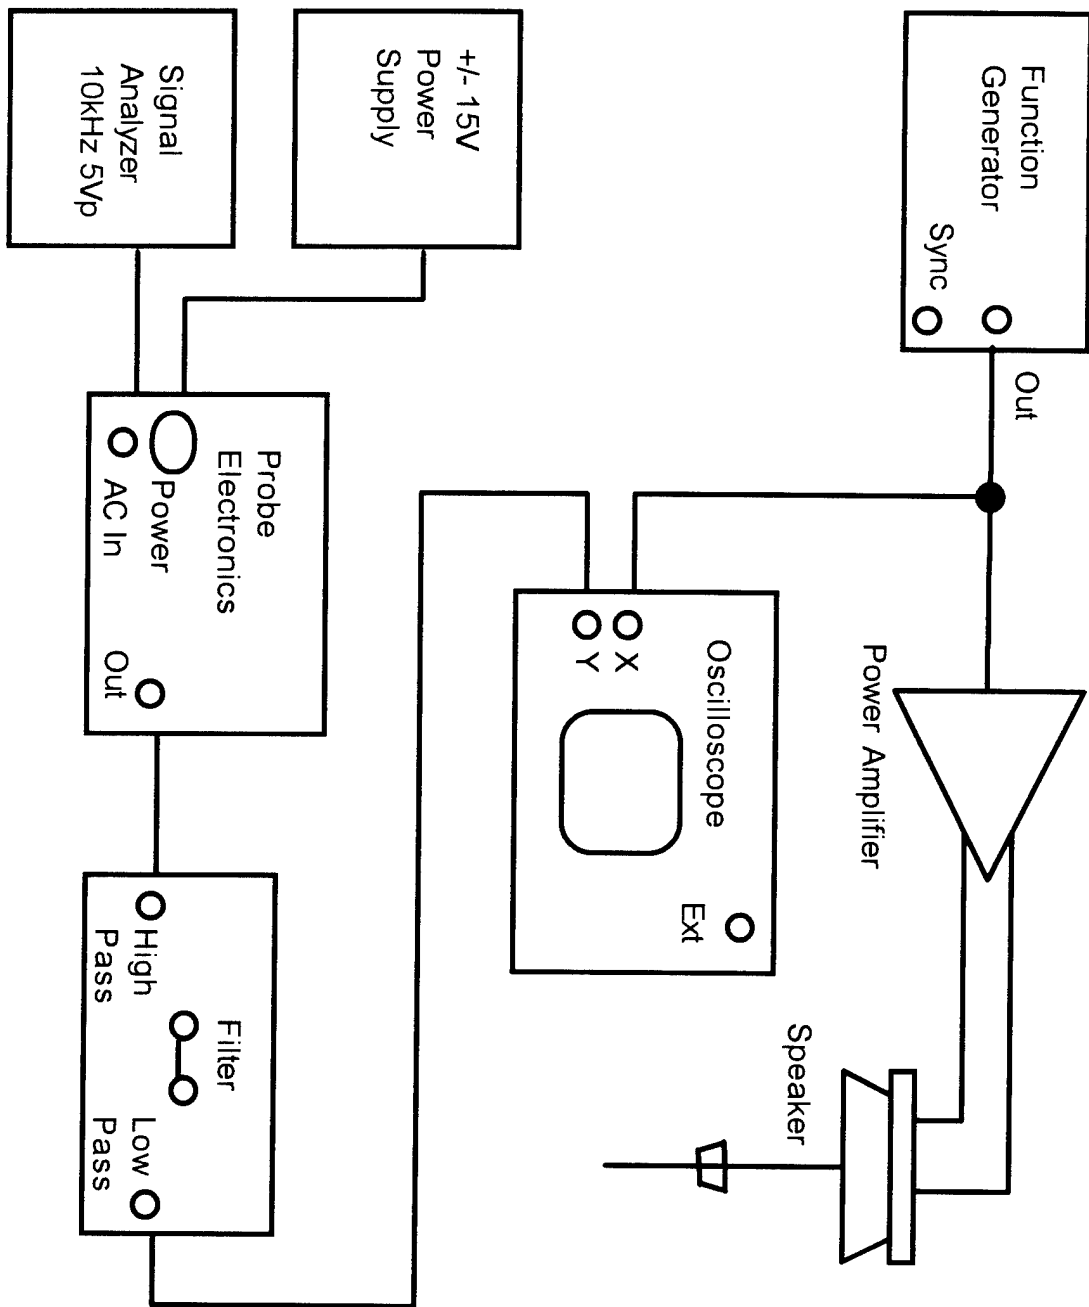 Function
Generator
Sync
Out
Power Amplifier
Speaker
Oscilloscope
X
Y
Ext
+/- 15V
Power
Supply
Signal
Analyzer
10kHz 5Vp
Probe
Electronics
Power
AC In
Out
Filter
High
Pass
Low
Pass